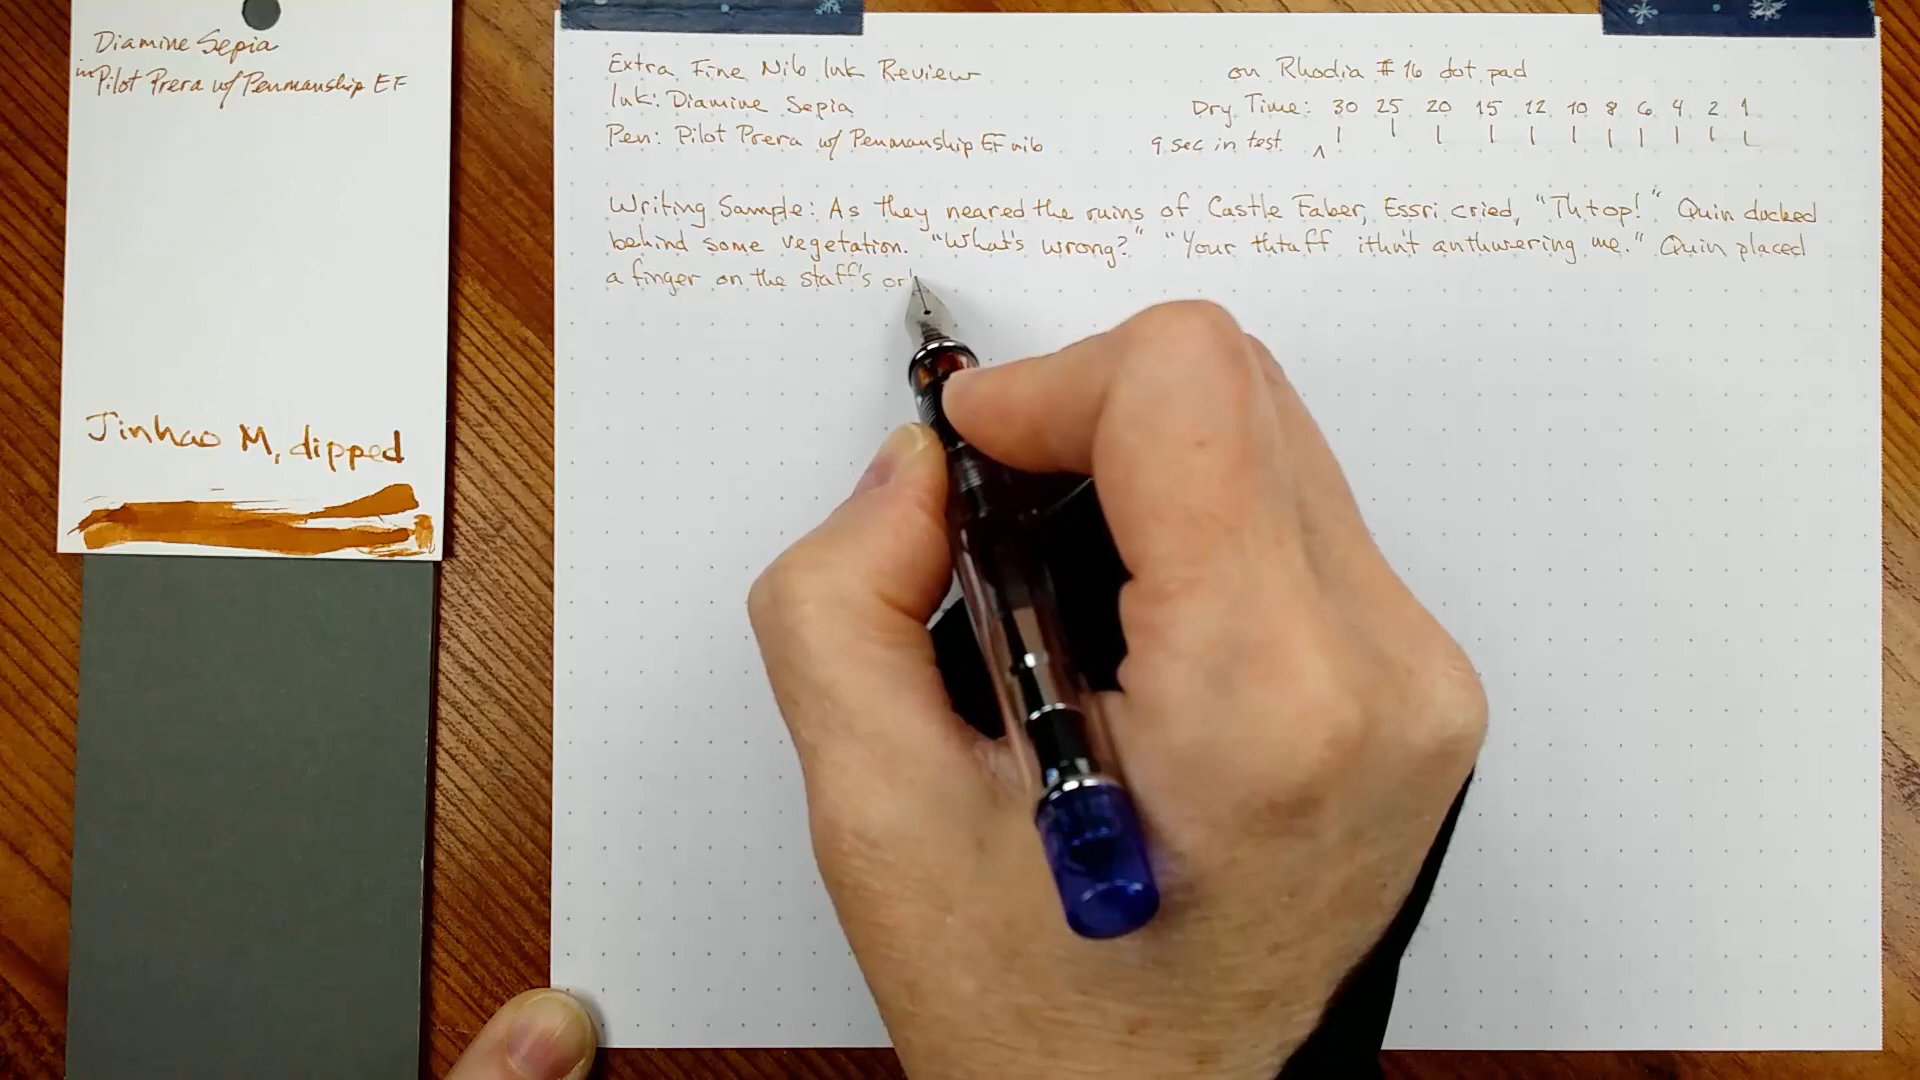 Diamine Sepia
in Pilot Prera w/ Penmanship EF
Jinhao M, dipped
Extra Fine Nib Ink Review
on Rhodia #16 dot pad
Ink: Diamine Sepia
Dry Time: 30 25 20 15 12 10 8 6 4 2 1
Pen: Pilot Prera w/ Penmanship EF nib
9 sec in test
Writing Sample: As they neared the ruins of Castle Faber, Essri cried, "Thtop!" Quin ducked
behind some vegetation. "What's wrong?" "Your thtaff ithn't anthwering me." Quin placed
a finger on the staff's